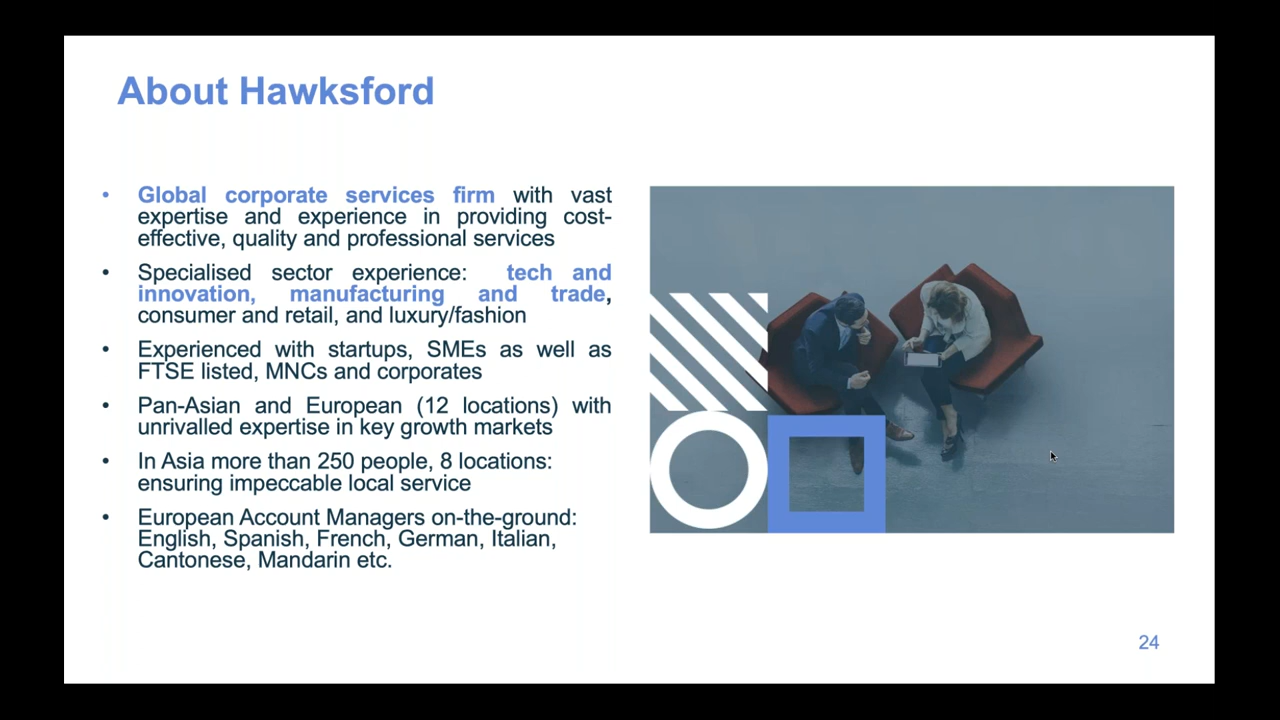 About Hawksford
• Global corporate services firm with vast
expertise and experience in providing cost-
effective, quality and professional services
• Specialised sector experience: tech and
innovation, manufacturing and trade,
consumer and retail, and luxury/fashion
• Experienced with startups, SMEs as well as
FTSE listed, MNCs and corporates
• Pan-Asian and European (12 locations) with
unrivalled expertise in key growth markets
• In Asia more than 250 people, 8 locations:
ensuring impeccable local service
• European Account Managers on-the-ground:
English, Spanish, French, German, Italian,
Cantonese, Mandarin etc.
24